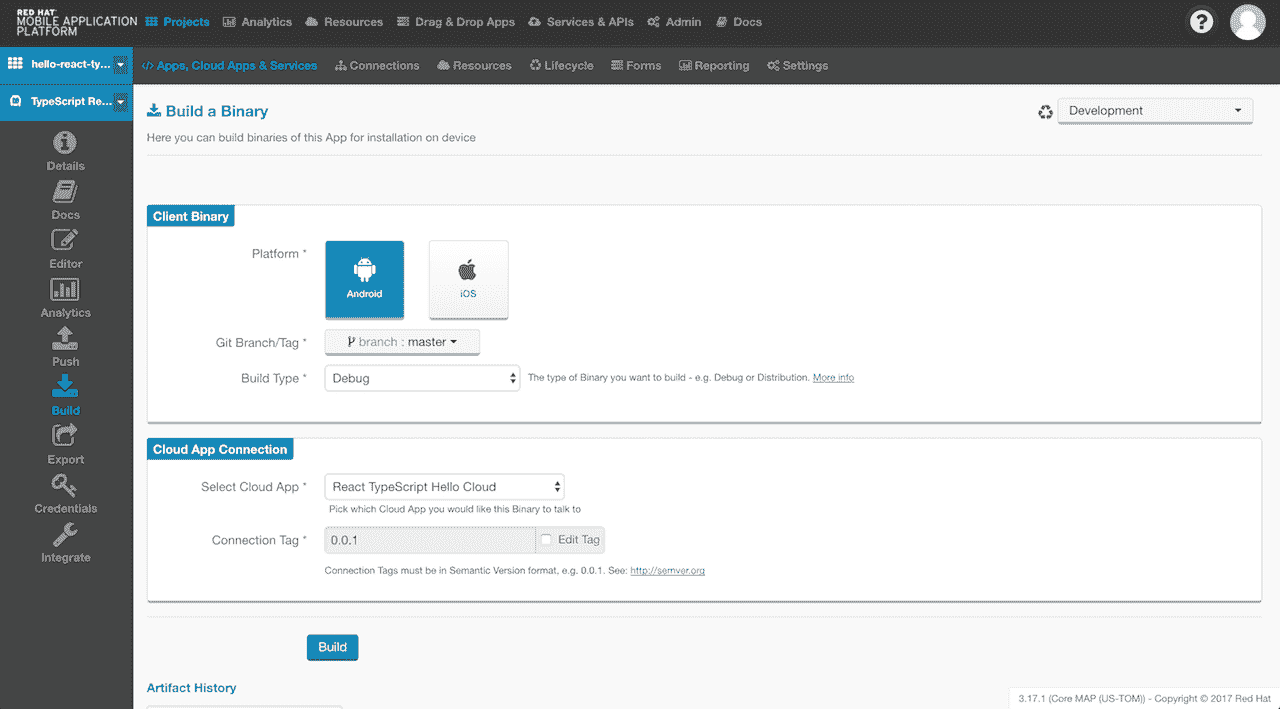 RED HAT
MOBILE APPLICATION
PLATFORM
Projects Analytics Resources Drag & Drop Apps Services & APIs Admin Docs
hello-react-ty...
Apps, Cloud Apps & Services Connections Resources Lifecycle Forms Reporting Settings
TypeScript Re...
Details
Docs
Editor
Analytics
Push
Build
Export
Credentials
Integrate
Build a Binary
Development
Here you can build binaries of this App for installation on device
Client Binary
Platform *
Android
iOS
Git Branch/Tag * branch : master
Build Type * Debug The type of Binary you want to build - e.g. Debug or Distribution. More info
Cloud App Connection
Select Cloud App * React TypeScript Hello Cloud
Pick which Cloud App you would like this Binary to talk to
Connection Tag * 0.0.1 Edit Tag
Connection Tags must be in Semantic Version format, e.g. 0.0.1. See: http://semver.org
Build
Artifact History
3.17.1 (Core MAP (US-TOM)) - Copyright © 2017 Red Hat